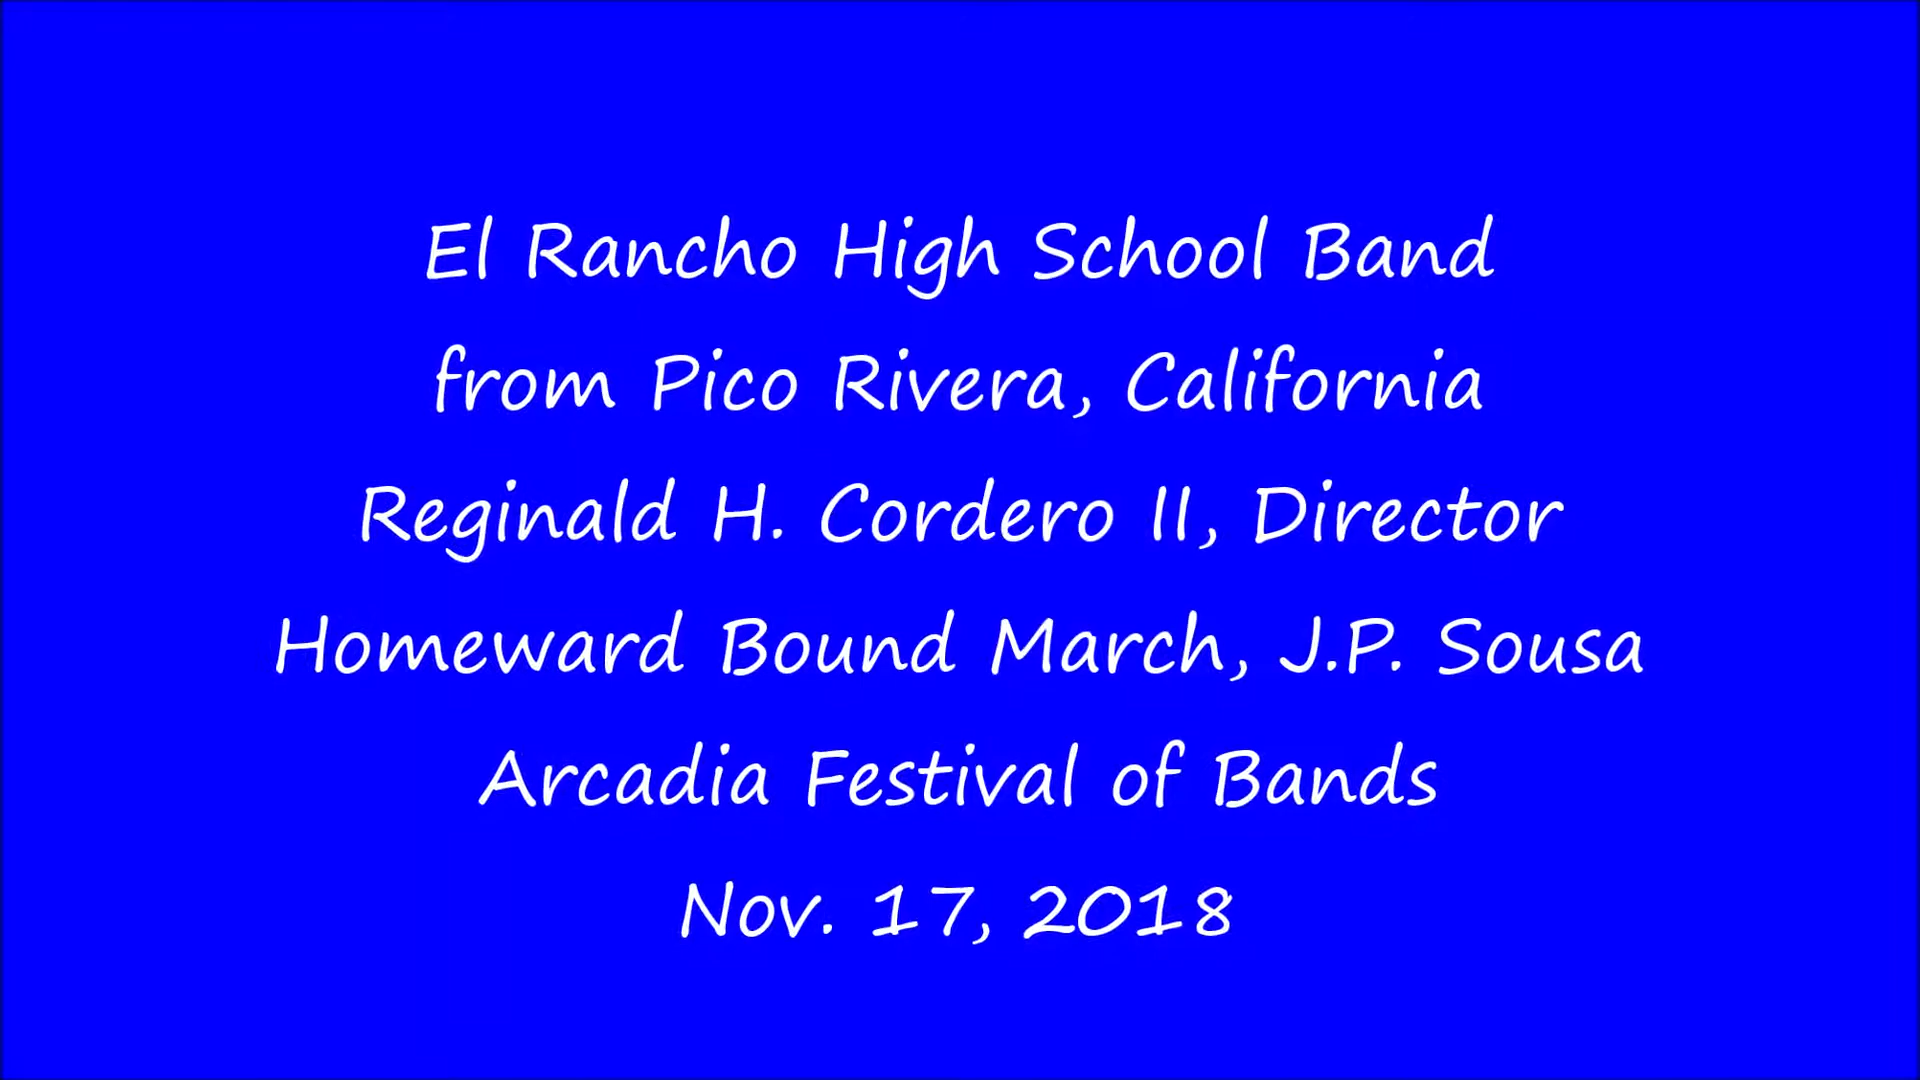 El Rancho High School Band
from Pico Rivera, California
Reginald H. Cordero II, Director
Homeward Bound March, J.P. Sousa
Arcadia Festival of Bands
Nov. 17, 2018